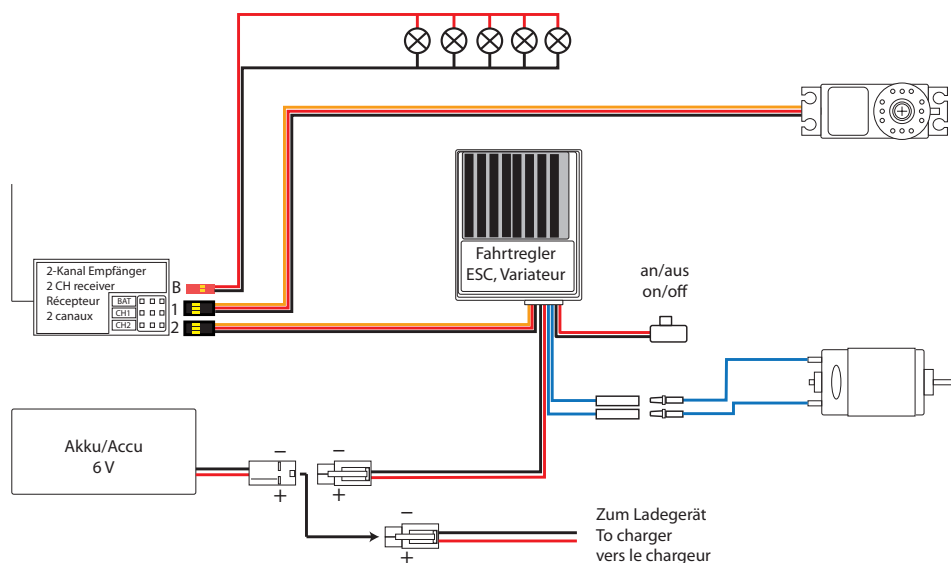 Fahrtregler
ESC, Variateur
an/aus
on/off
2-Kanal Empfänger
2 CH receiver
Récepteur
2 canaux
BAT
CH1
CH2
B
1
2
Akku/Accu
6 V
–
+
–
+
–
+
Zum Ladegerät
To charger
vers le chargeur